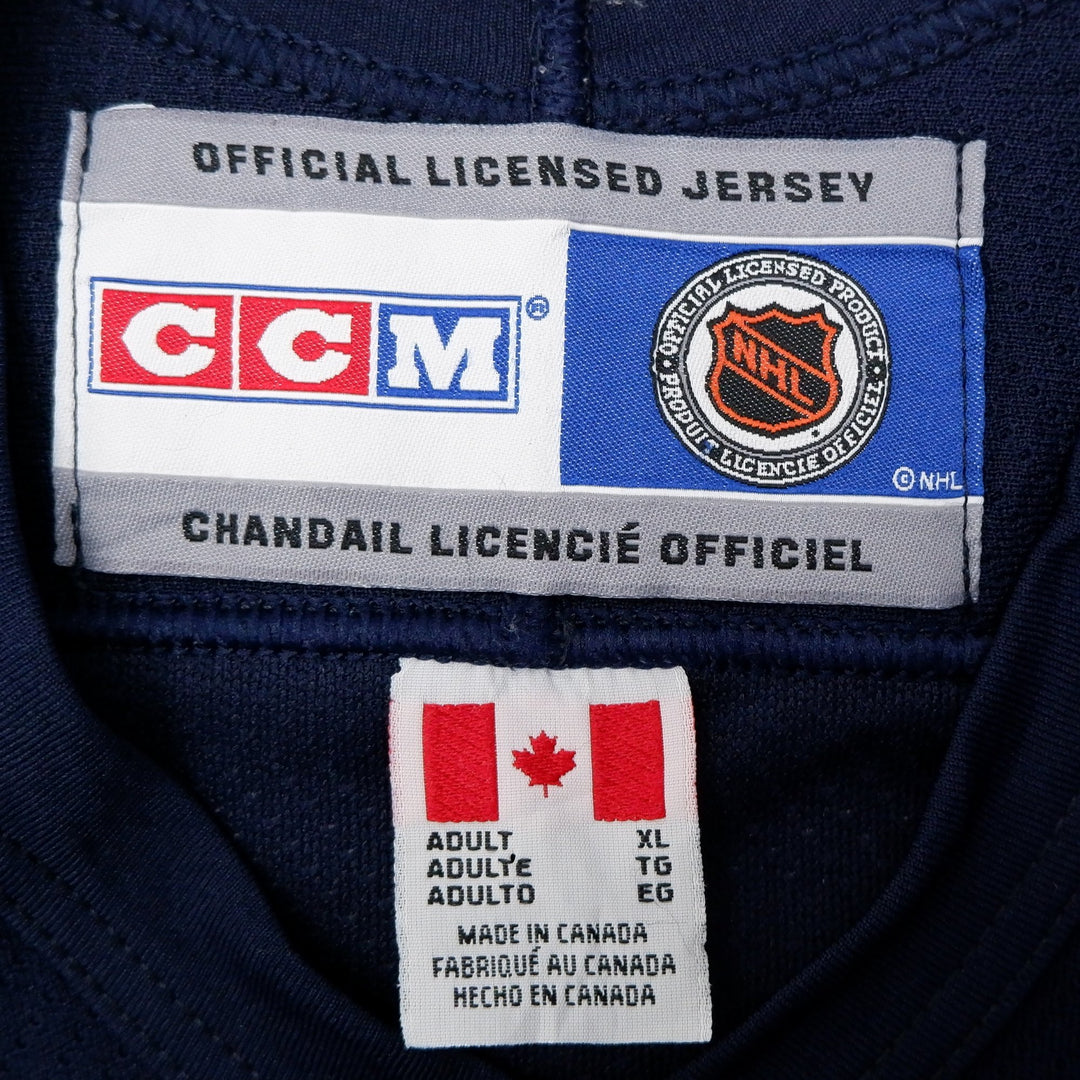 OFFICIAL LICENSED JERSEY
CCM®
OFFICIAL LICENSED PRODUCT
NHL
PRODUIT LICENCIE OFFICIEL
© NHL
CHANDAIL LICENCIÉ OFFICIEL
ADULT XL
ADULTE TG
ADULTO EG
MADE IN CANADA
FABRIQUÉ AU CANADA
HECHO EN CANADA